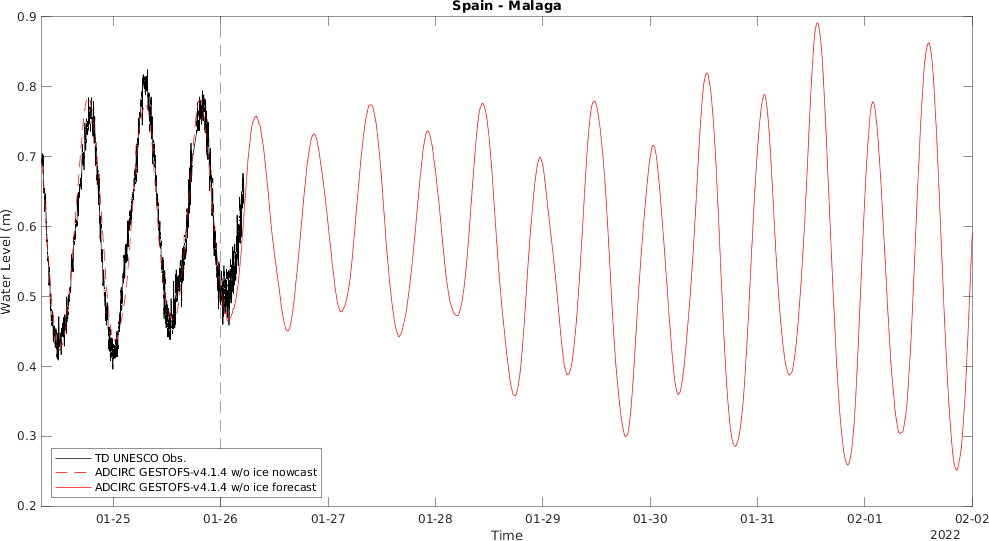 Spain - Malaga
0.9
0.8
0.7
0.6
0.5
0.4
0.3
0.2
Water Level (m)
TD UNESCO Obs.
ADCIRC GESTOFS-v4.1.4 w/o ice nowcast
ADCIRC GESTOFS-v4.1.4 w/o ice forecast
01-25 01-26 01-27 01-28 01-29 01-30 01-31 02-01 02-02
Time
2022